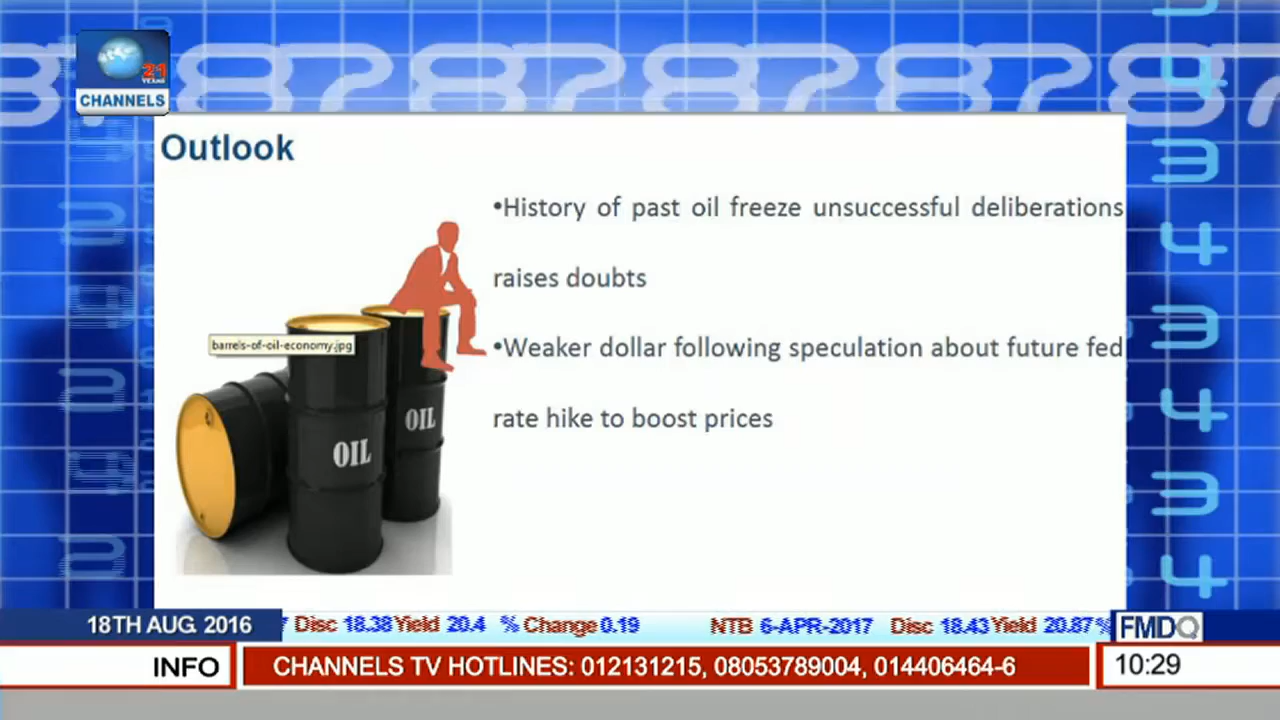 21
YEARS
CHANNELS
Outlook
•History of past oil freeze unsuccessful deliberations
raises doubts
•Weaker dollar following speculation about future fed
rate hike to boost prices
barrels-of-oil-economy.jpg
OIL
OIL
18TH AUG. 2016
Disc 18.38 Yield 20.4 % Change 0.19 NTB 6-APR-2017 Disc 18.43 Yield 20.87%
FMDQ
INFO
CHANNELS TV HOTLINES: 012131215, 08053789004, 014406464-6
10:29